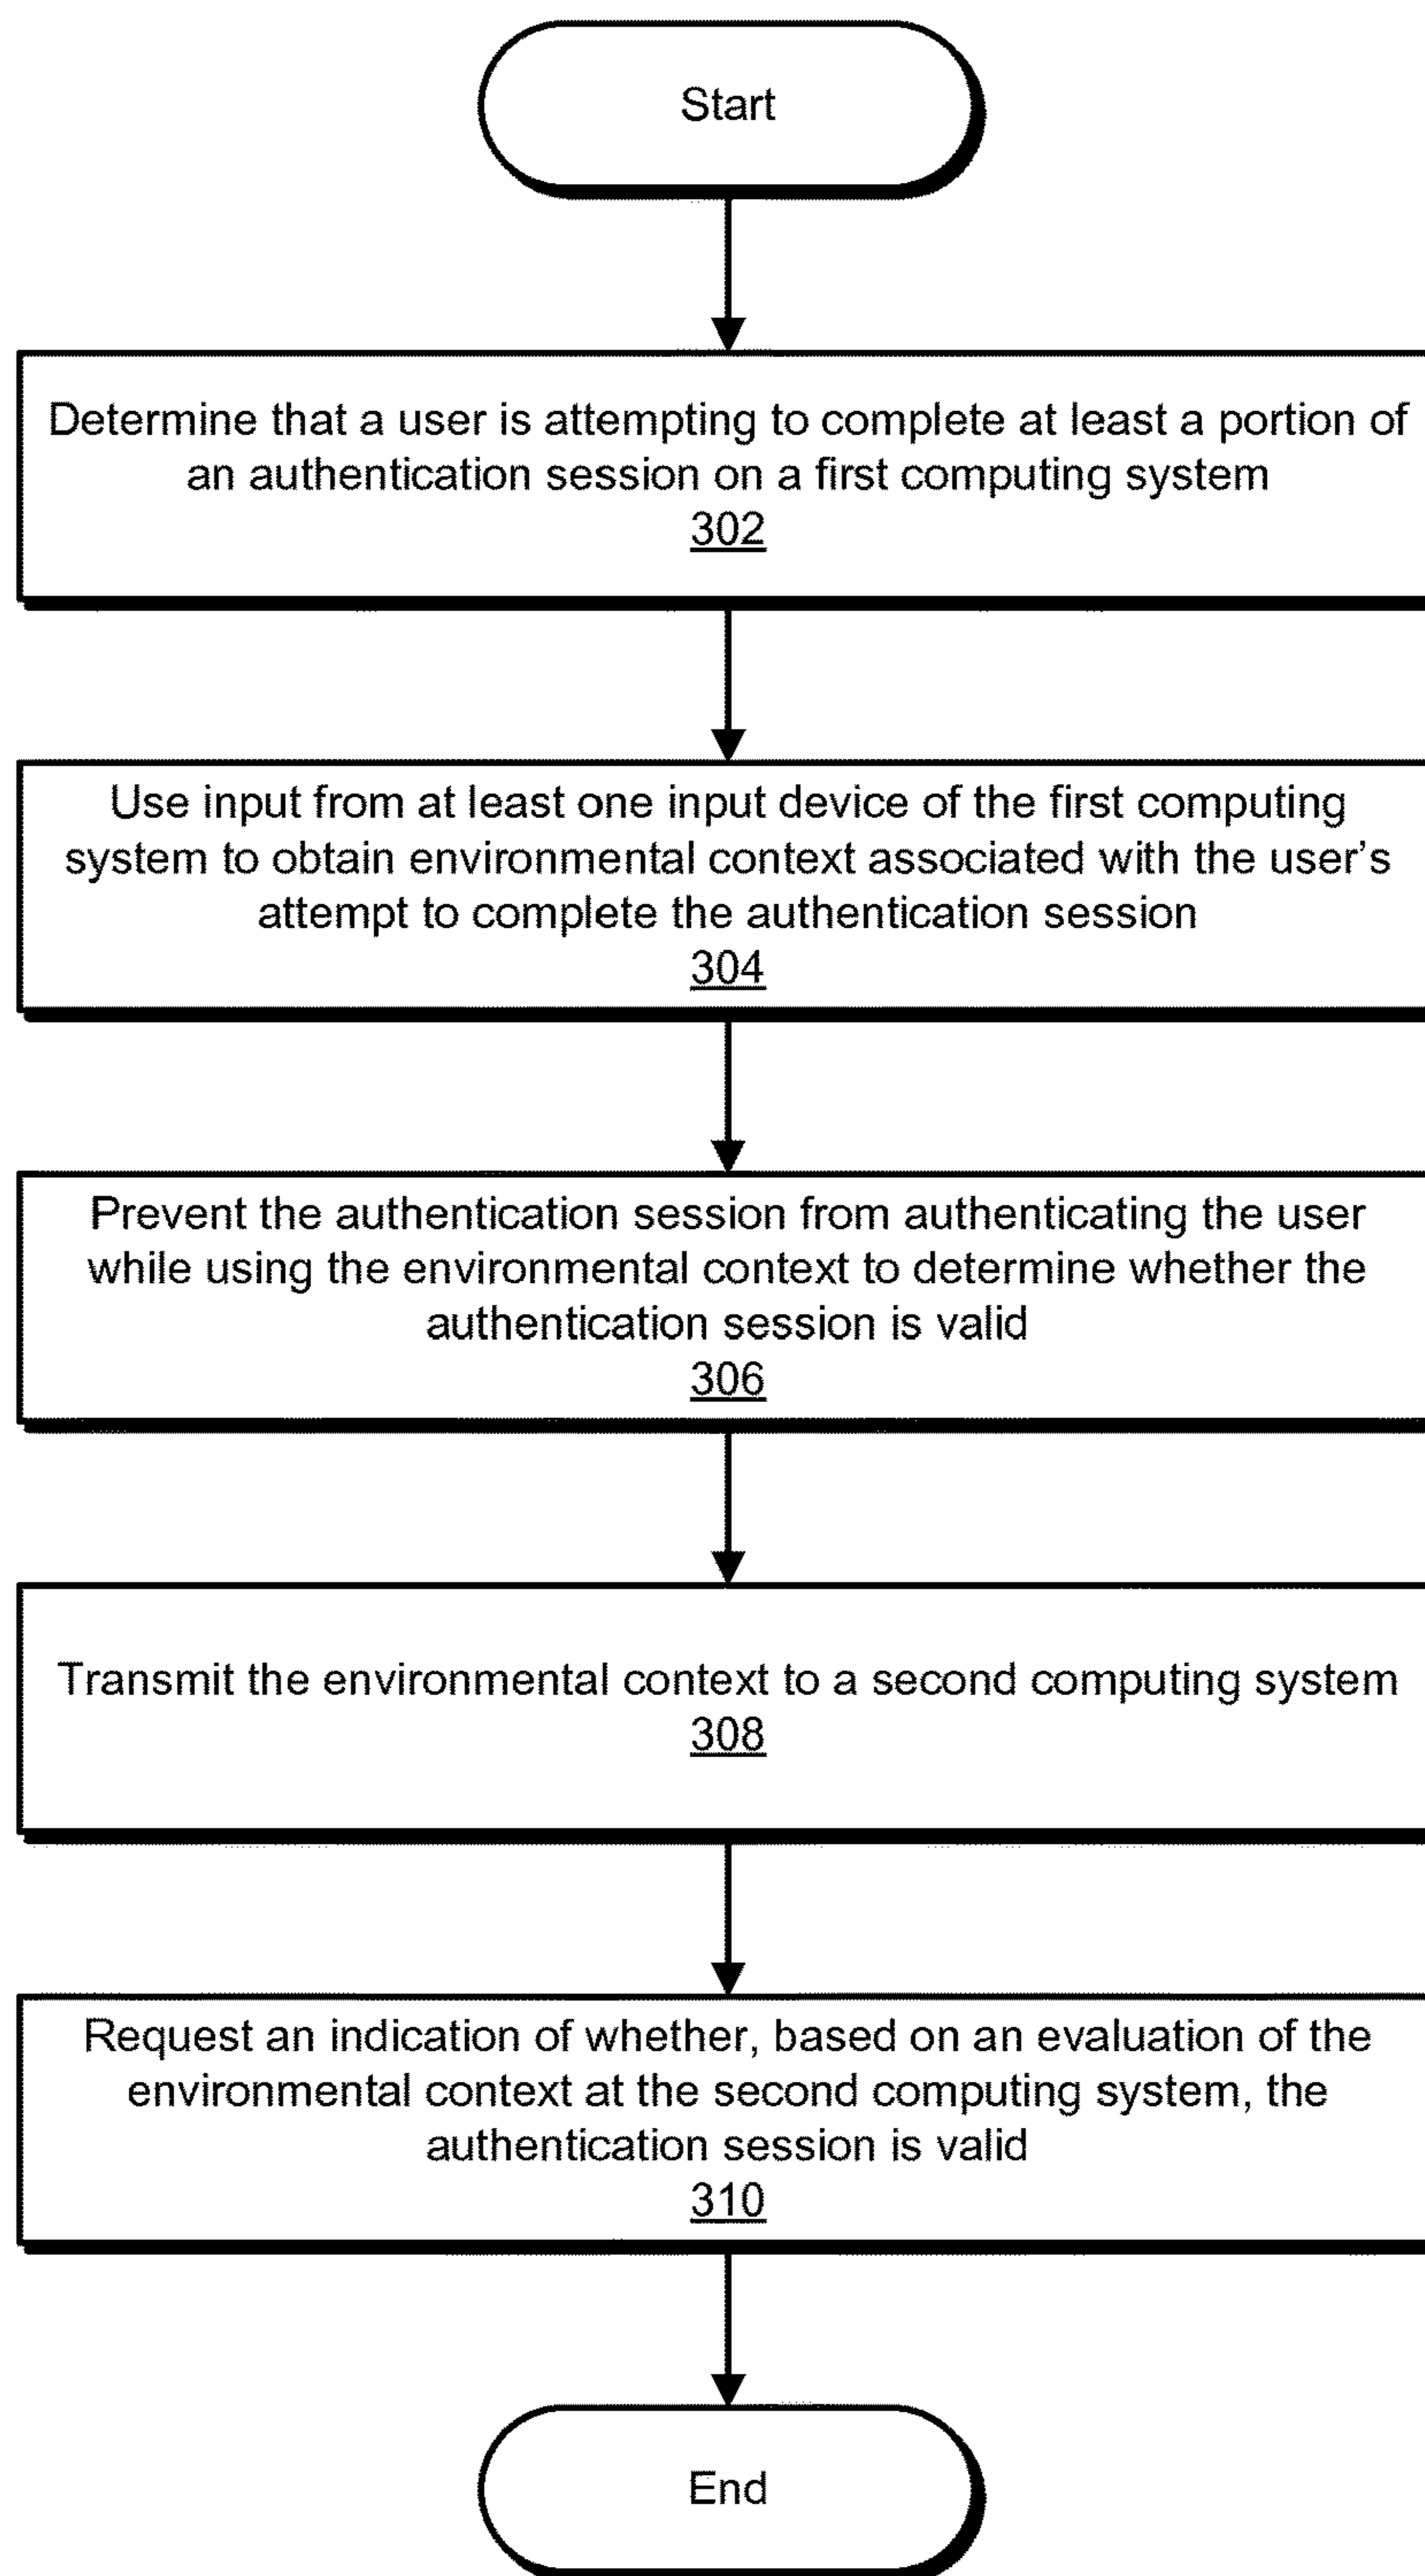 Start
Determine that a user is attempting to complete at least a portion of
an authentication session on a first computing system
302
Use input from at least one input device of the first computing
system to obtain environmental context associated with the user's
attempt to complete the authentication session
304
Prevent the authentication session from authenticating the user
while using the environmental context to determine whether the
authentication session is valid
306
Transmit the environmental context to a second computing system
308
Request an indication of whether, based on an evaluation of the
environmental context at the second computing system, the
authentication session is valid
310
End